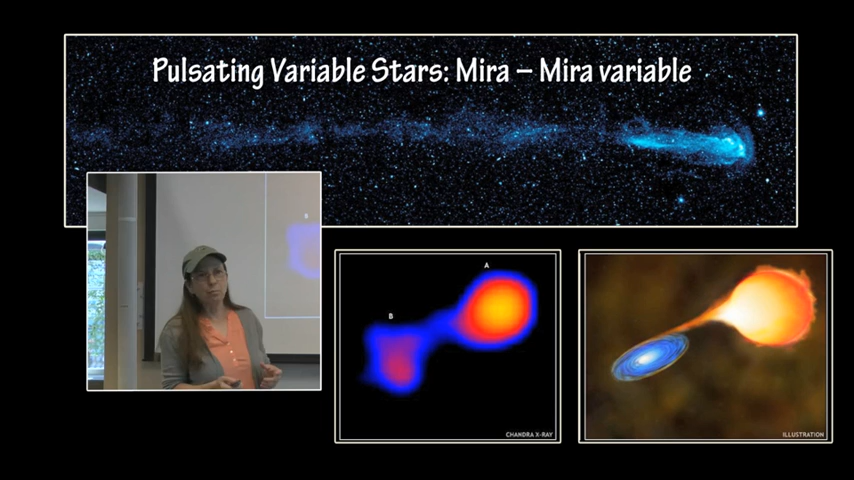 Pulsating Variable Stars: Mira – Mira variable
A
B
CHANDRA X-RAY
ILLUSTRATION